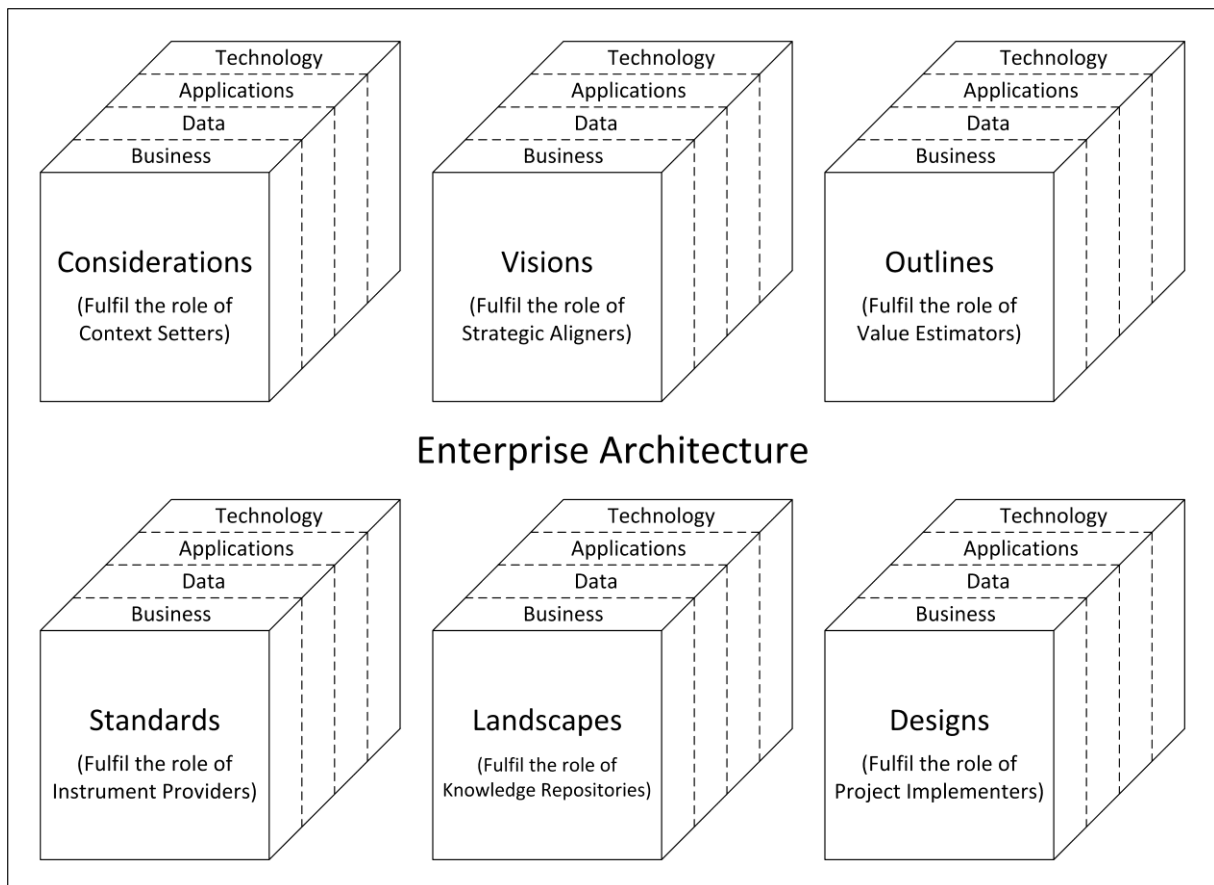 Technology
Applications
Data
Business
Considerations
(Fulfil the role of
Context Setters)
Technology
Applications
Data
Business
Visions
(Fulfil the role of
Strategic Aligners)
Technology
Applications
Data
Business
Outlines
(Fulfil the role of
Value Estimators)
Enterprise Architecture
Technology
Applications
Data
Business
Standards
(Fulfil the role of
Instrument Providers)
Technology
Applications
Data
Business
Landscapes
(Fulfil the role of
Knowledge Repositories)
Technology
Applications
Data
Business
Designs
(Fulfil the role of
Project Implementers)